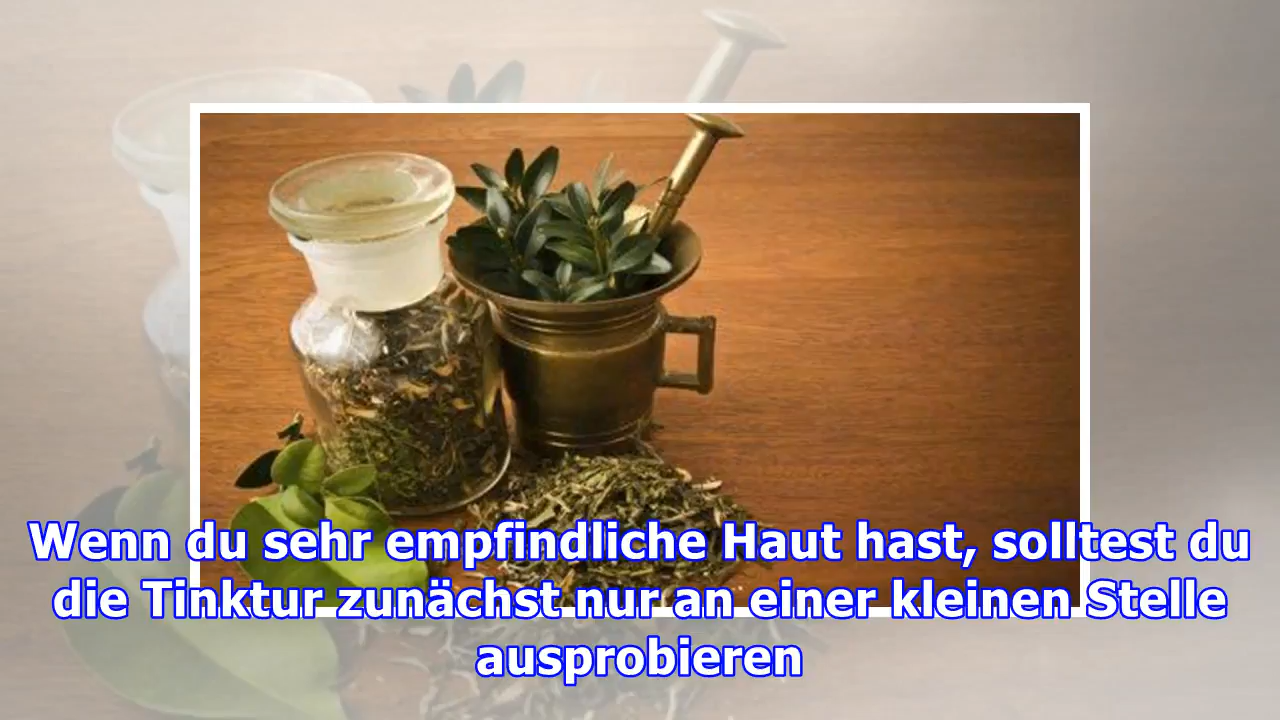 Wenn du sehr empfindliche Haut hast, solltest du
die Tinktur zunächst nur an einer kleinen Stelle
ausprobieren